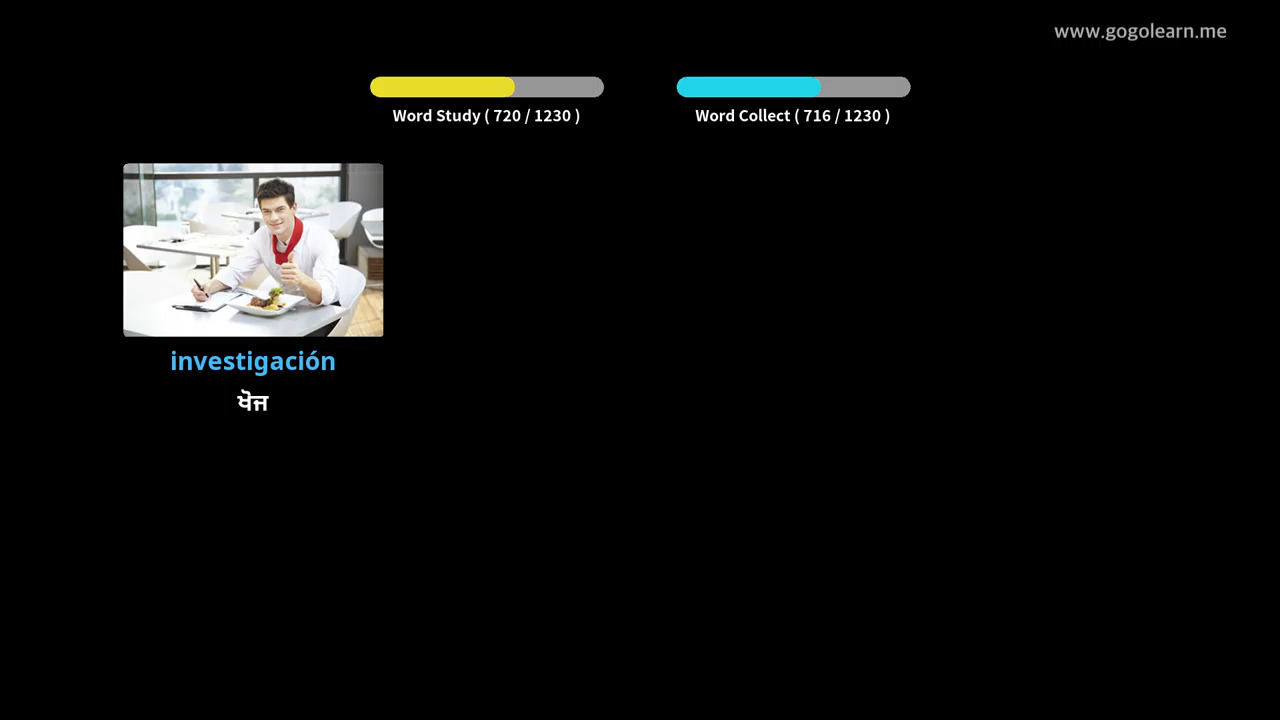 www.gogolearn.me
Word Study ( 720 / 1230 )
Word Collect ( 716 / 1230 )
investigación
ਖੋਜ